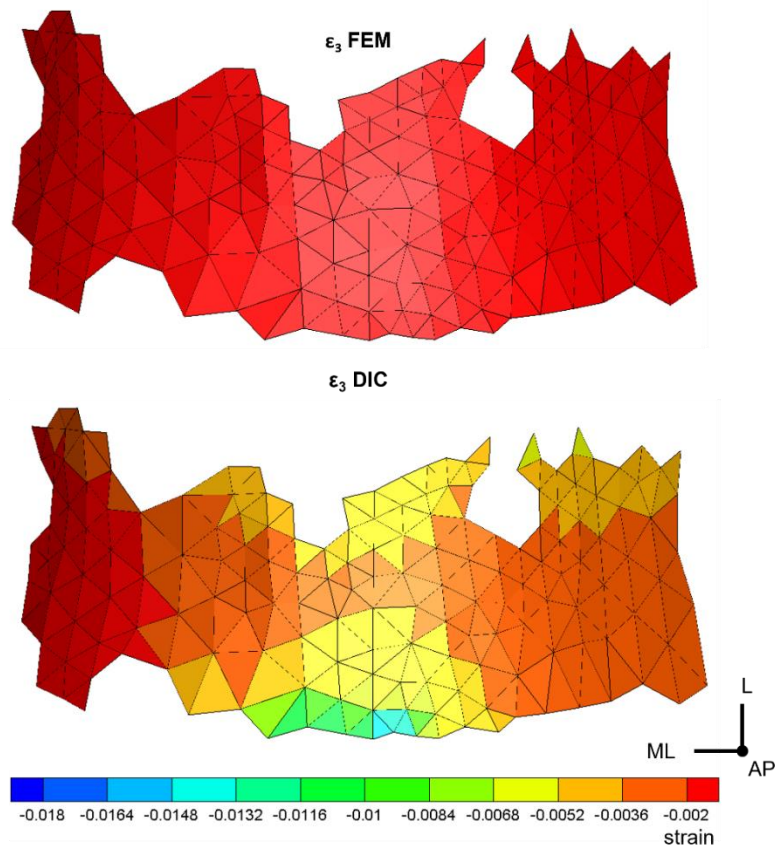 ε₃ FEM
ε₃ DIC
L
ML
AP
-0.018 -0.0164 -0.0148 -0.0132 -0.0116 -0.01 -0.0084 -0.0068 -0.0052 -0.0036 -0.002
strain